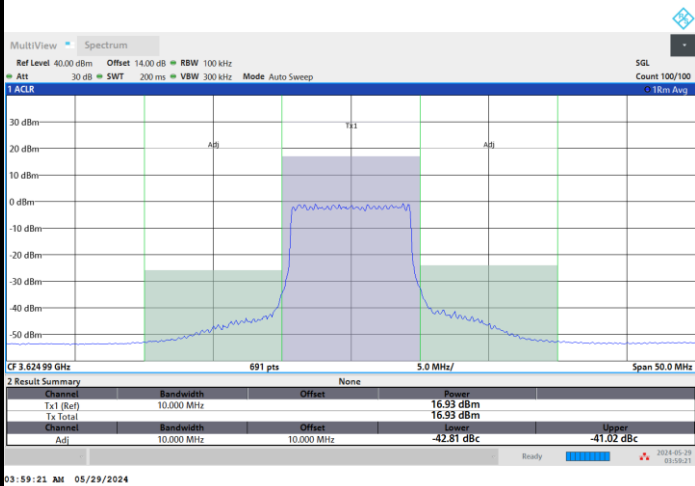 MultiView Spectrum
Ref Level 40.00 dBm Offset 14.00 dB RBW 100 kHz SGL
Att 30 dB SWT 200 ms VBW 300 kHz Mode Auto Sweep Count 100/100
1 ACLR 1Rm Avg
30 dBm
Tx1
20 dBm
Adj Adj
10 dBm
0 dBm
-10 dBm
-20 dBm
-30 dBm
-40 dBm
-50 dBm
CF 3.624 99 GHz 691 pts 5.0 MHz/ Span 50.0 MHz
2 Result Summary None
Channel Bandwidth Offset Power
Tx1 (Ref) 10.000 MHz 16.93 dBm
Tx Total 16.93 dBm
Channel Bandwidth Offset Lower Upper
Adj 10.000 MHz 10.000 MHz -42.81 dBc -41.02 dBc
Ready 2024-05-29
03:59:21
03:59:21 AM 05/29/2024